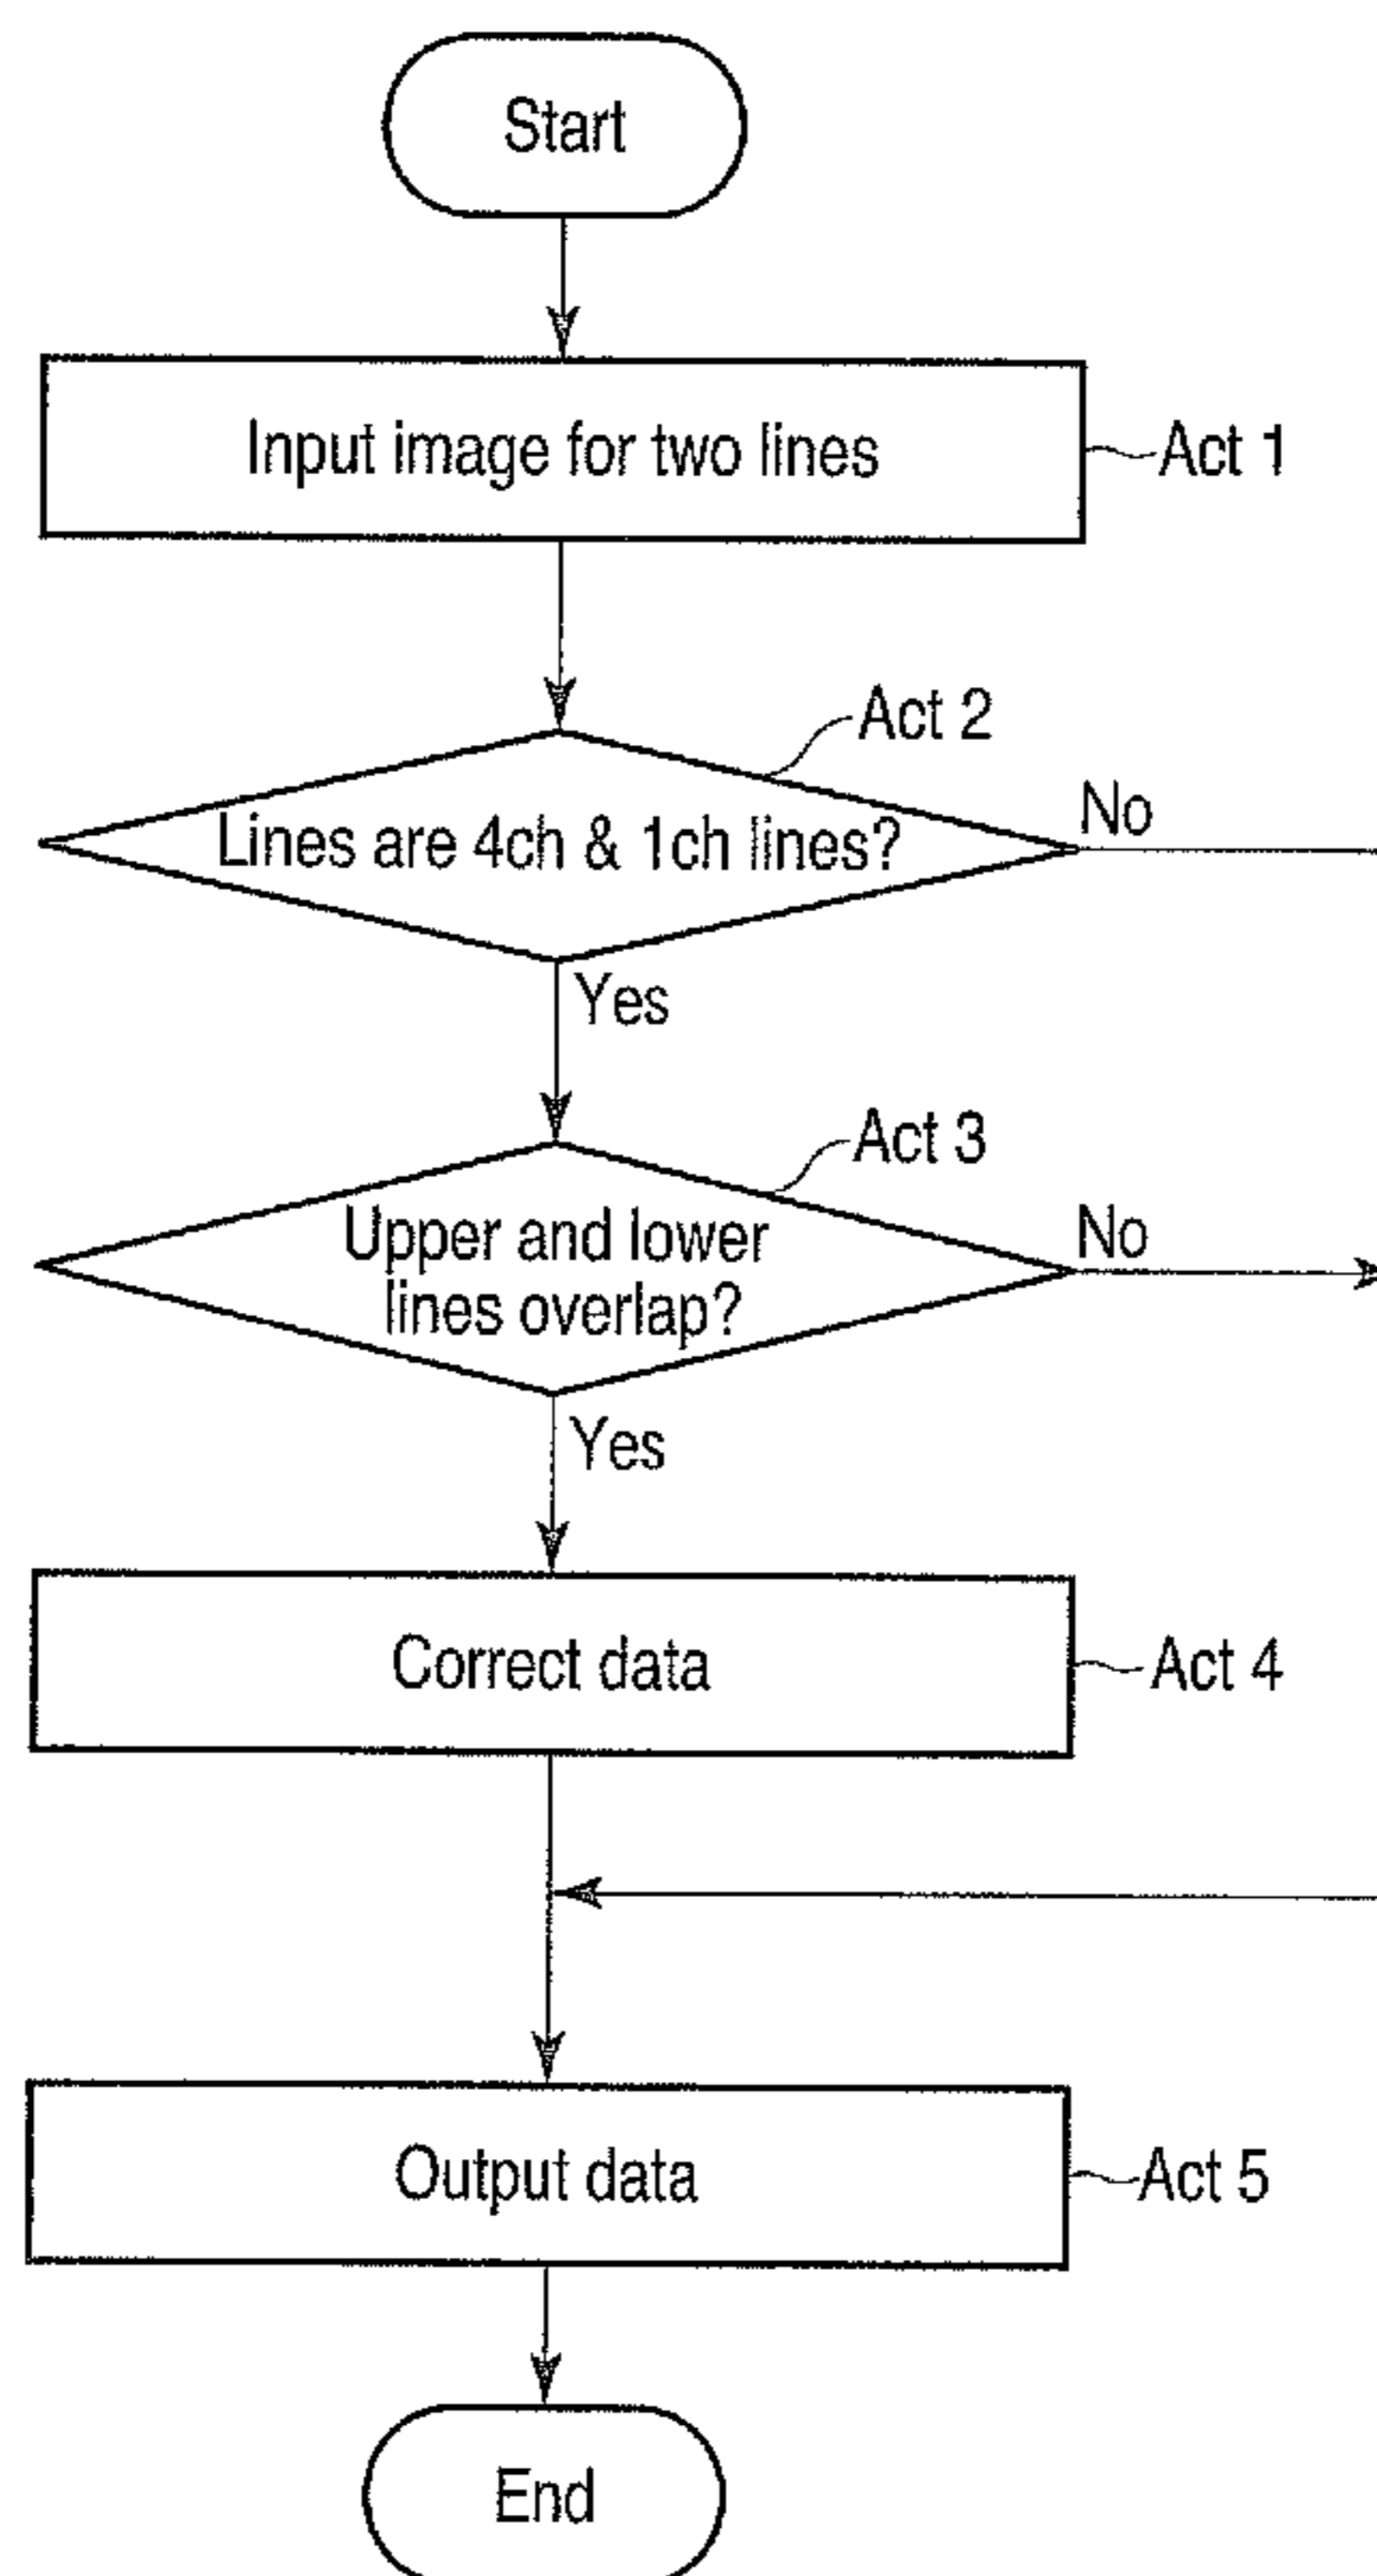 Start
Input image for two lines
Act 1
Act 2
Lines are 4ch & 1ch lines?
No
Yes
Act 3
Upper and lower
lines overlap?
No
Yes
Correct data
Act 4
Output data
Act 5
End